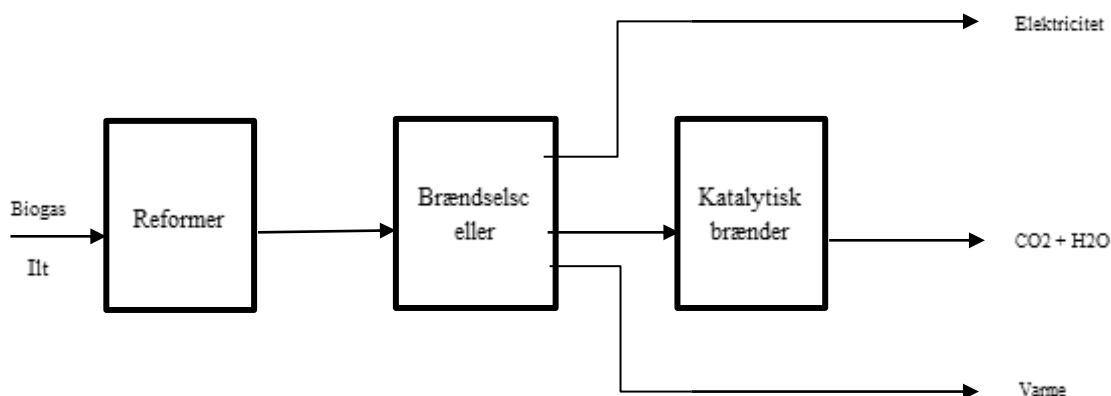 Elektricitet
Biogas
Ilt
Reformer
Brændselsc
eller
Katalytisk
brænder
CO2 + H2O
Varme